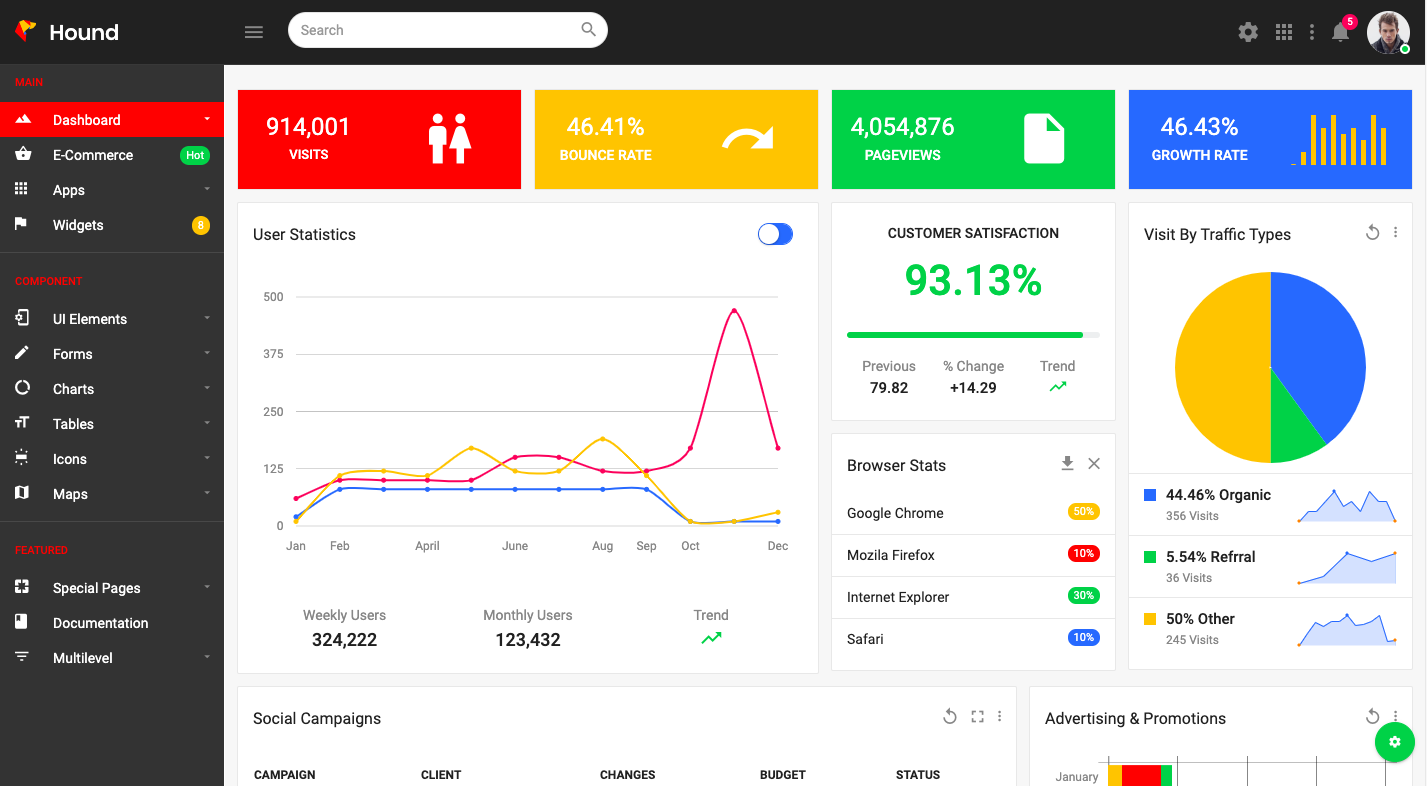 Hound
Search
5
MAIN
Dashboard
E-Commerce Hot
Apps
Widgets 8
COMPONENT
UI Elements
Forms
Charts
Tables
Icons
Maps
FEATURED
Special Pages
Documentation
Multilevel
914,001
VISITS
46.41%
BOUNCE RATE
4,054,876
PAGEVIEWS
46.43%
GROWTH RATE
User Statistics
500
375
250
125
0
Jan Feb April June Aug Sep Oct Dec
Weekly Users Monthly Users Trend
324,222 123,432
CUSTOMER SATISFACTION
93.13%
Previous % Change Trend
79.82 +14.29
Browser Stats
Google Chrome 50%
Mozila Firefox 10%
Internet Explorer 30%
Safari 10%
Visit By Traffic Types
44.46% Organic
356 Visits
5.54% Refrral
36 Visits
50% Other
245 Visits
Social Campaigns
CAMPAIGN CLIENT CHANGES BUDGET STATUS
Advertising & Promotions
January